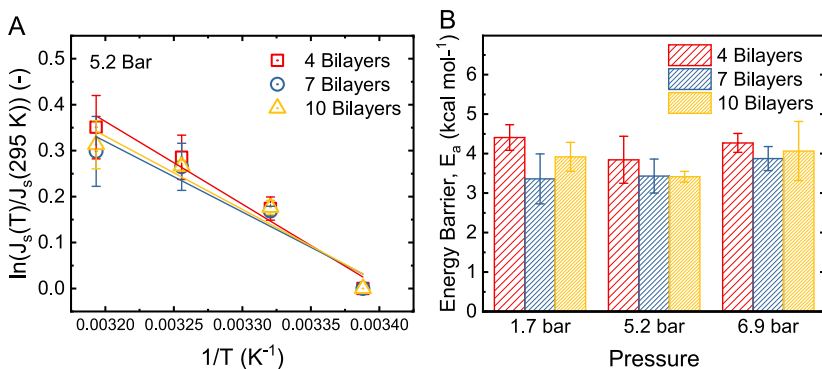 A
5.2 Bar
4 Bilayers
7 Bilayers
10 Bilayers
ln(Jₛ(T)/Jₛ(295 K)) (-)
0.5
0.4
0.3
0.2
0.1
0.0
0.00320 0.00325 0.00330 0.00335 0.00340
1/T (K⁻¹)
B
4 Bilayers
7 Bilayers
10 Bilayers
Energy Barrier, Eₐ (kcal mol⁻¹)
6
5
4
3
2
1
0
1.7 bar 5.2 bar 6.9 bar
Pressure